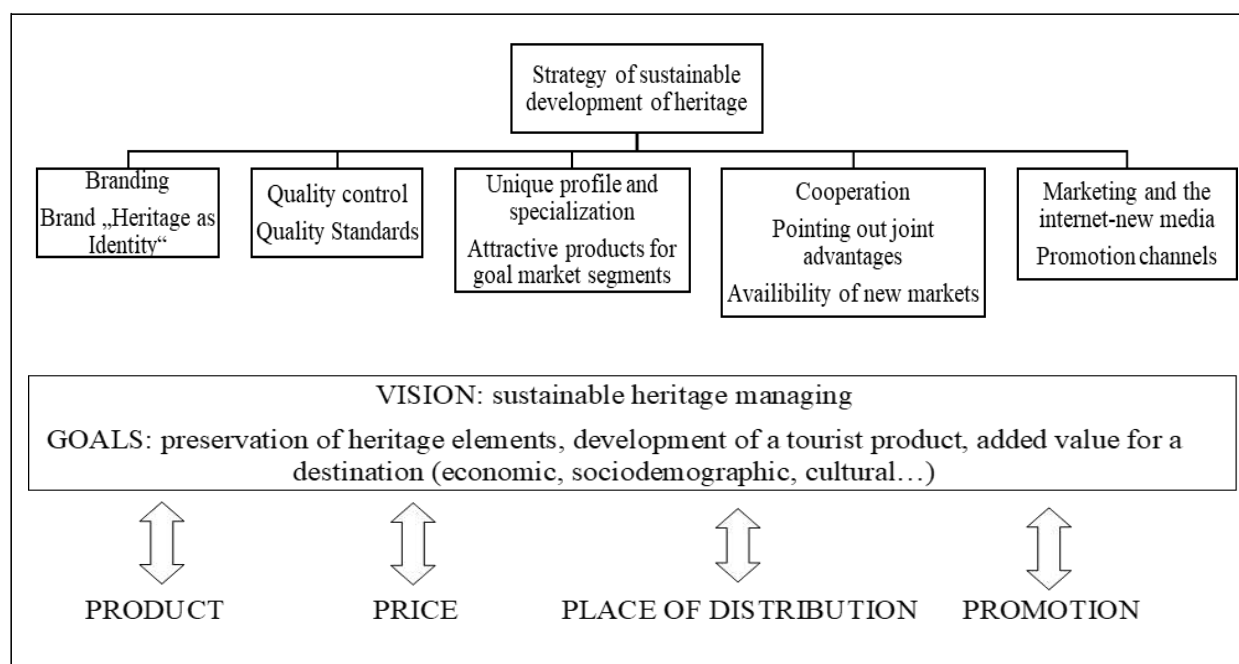 Strategy of sustainable
development of heritage
Branding
Brand „Heritage as
Identity“
Quality control
Quality Standards
Unique profile and
specialization
Attractive products for
goal market segments
Cooperation
Pointing out joint
advantages
Availibility of new markets
Marketing and the
internet-new media
Promotion channels
VISION: sustainable heritage managing
GOALS: preservation of heritage elements, development of a tourist product, added value for a
destination (economic, sociodemographic, cultural…)
PRODUCT
PRICE
PLACE OF DISTRIBUTION
PROMOTION